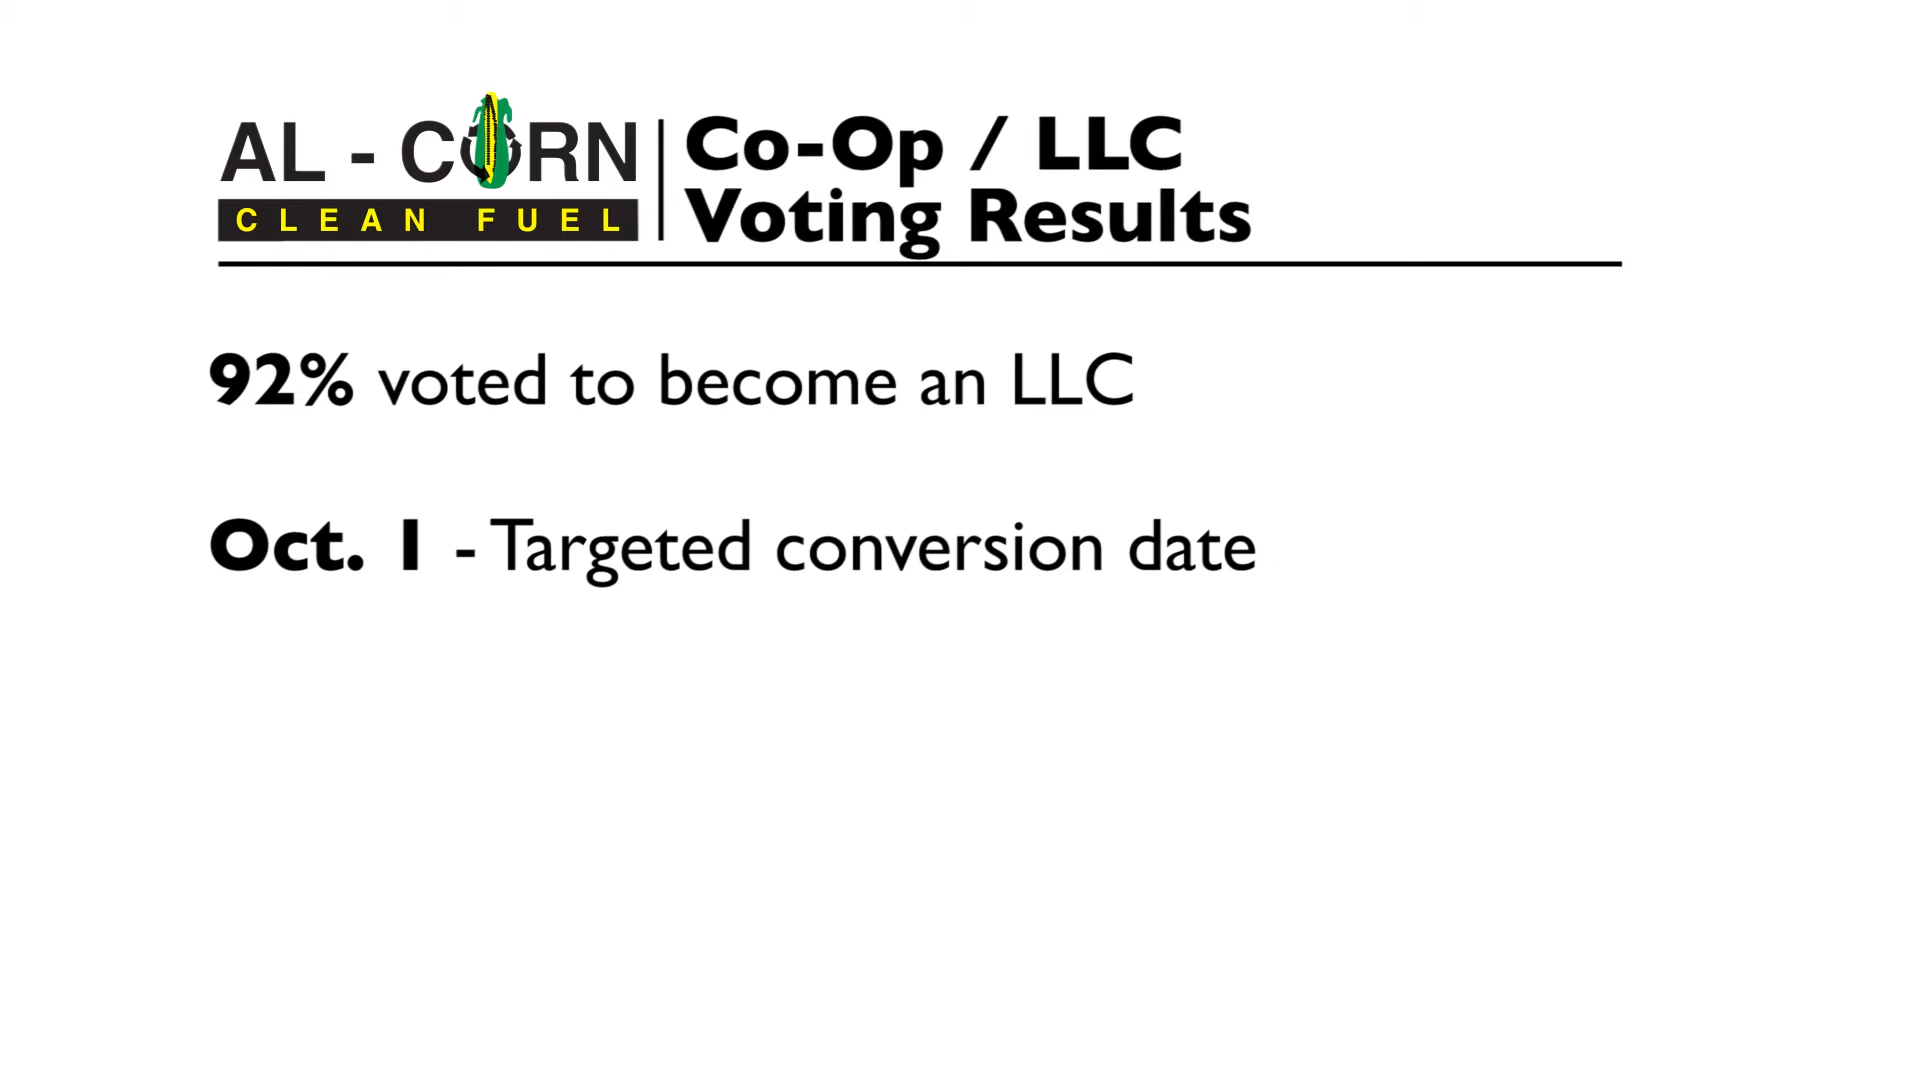 AL - CORN
CLEAN FUEL
Co-Op / LLC
Voting Results
92% voted to become an LLC
Oct. 1 - Targeted conversion date